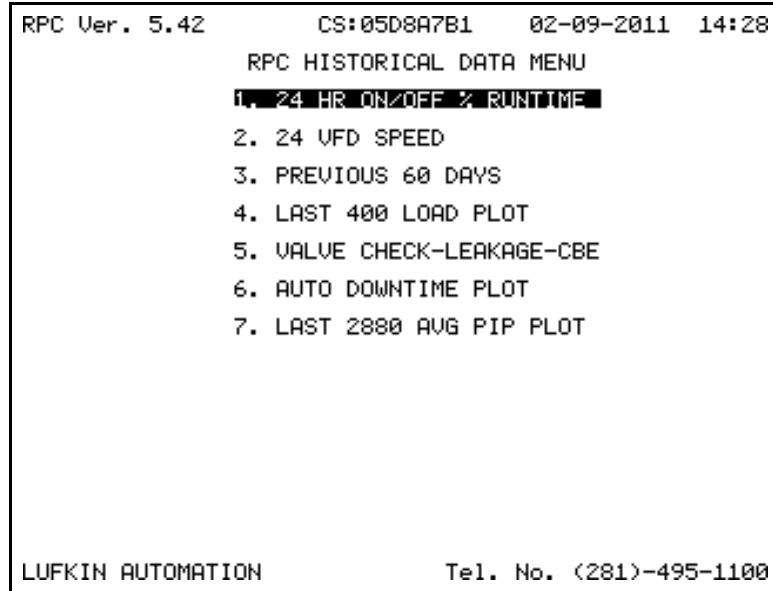 RPC Ver. 5.42 CS:05D8A7B1 02-09-2011 14:28
RPC HISTORICAL DATA MENU
1. 24 HR ON/OFF % RUNTIME
2. 24 VFD SPEED
3. PREVIOUS 60 DAYS
4. LAST 400 LOAD PLOT
5. VALVE CHECK-LEAKAGE-CBE
6. AUTO DOWNTIME PLOT
7. LAST 2880 AVG PIP PLOT
LUFKIN AUTOMATION Tel. No. (281)-495-1100